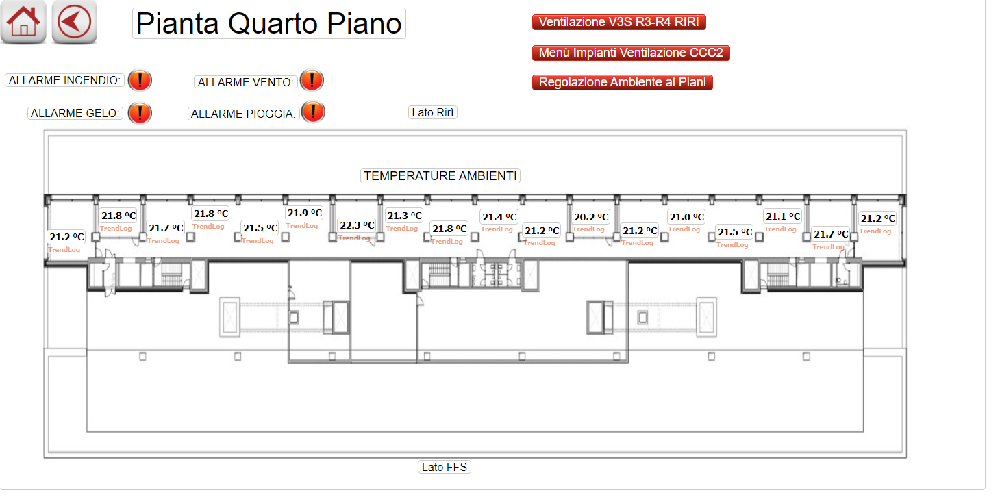 Pianta Quarto Piano
Ventilazione V3S R3-R4 RIRÌ
Menù Impianti Ventilazione CCC2
Regolazione Ambiente ai Piani
ALLARME INCENDIO: !
ALLARME VENTO: !
ALLARME GELO: !
ALLARME PIOGGIA: !
Lato Rirì
TEMPERATURE AMBIENTI
21.2 ºC
TrendLog
21.8 ºC
TrendLog
21.7 ºC
TrendLog
21.8 ºC
TrendLog
21.5 ºC
TrendLog
21.9 ºC
TrendLog
22.3 ºC
TrendLog
21.3 ºC
TrendLog
21.8 ºC
TrendLog
21.4 ºC
TrendLog
21.2 ºC
TrendLog
20.2 ºC
TrendLog
21.2 ºC
TrendLog
21.0 ºC
TrendLog
21.5 ºC
TrendLog
21.1 ºC
TrendLog
21.7 ºC
TrendLog
21.2 ºC
TrendLog
Lato FFS